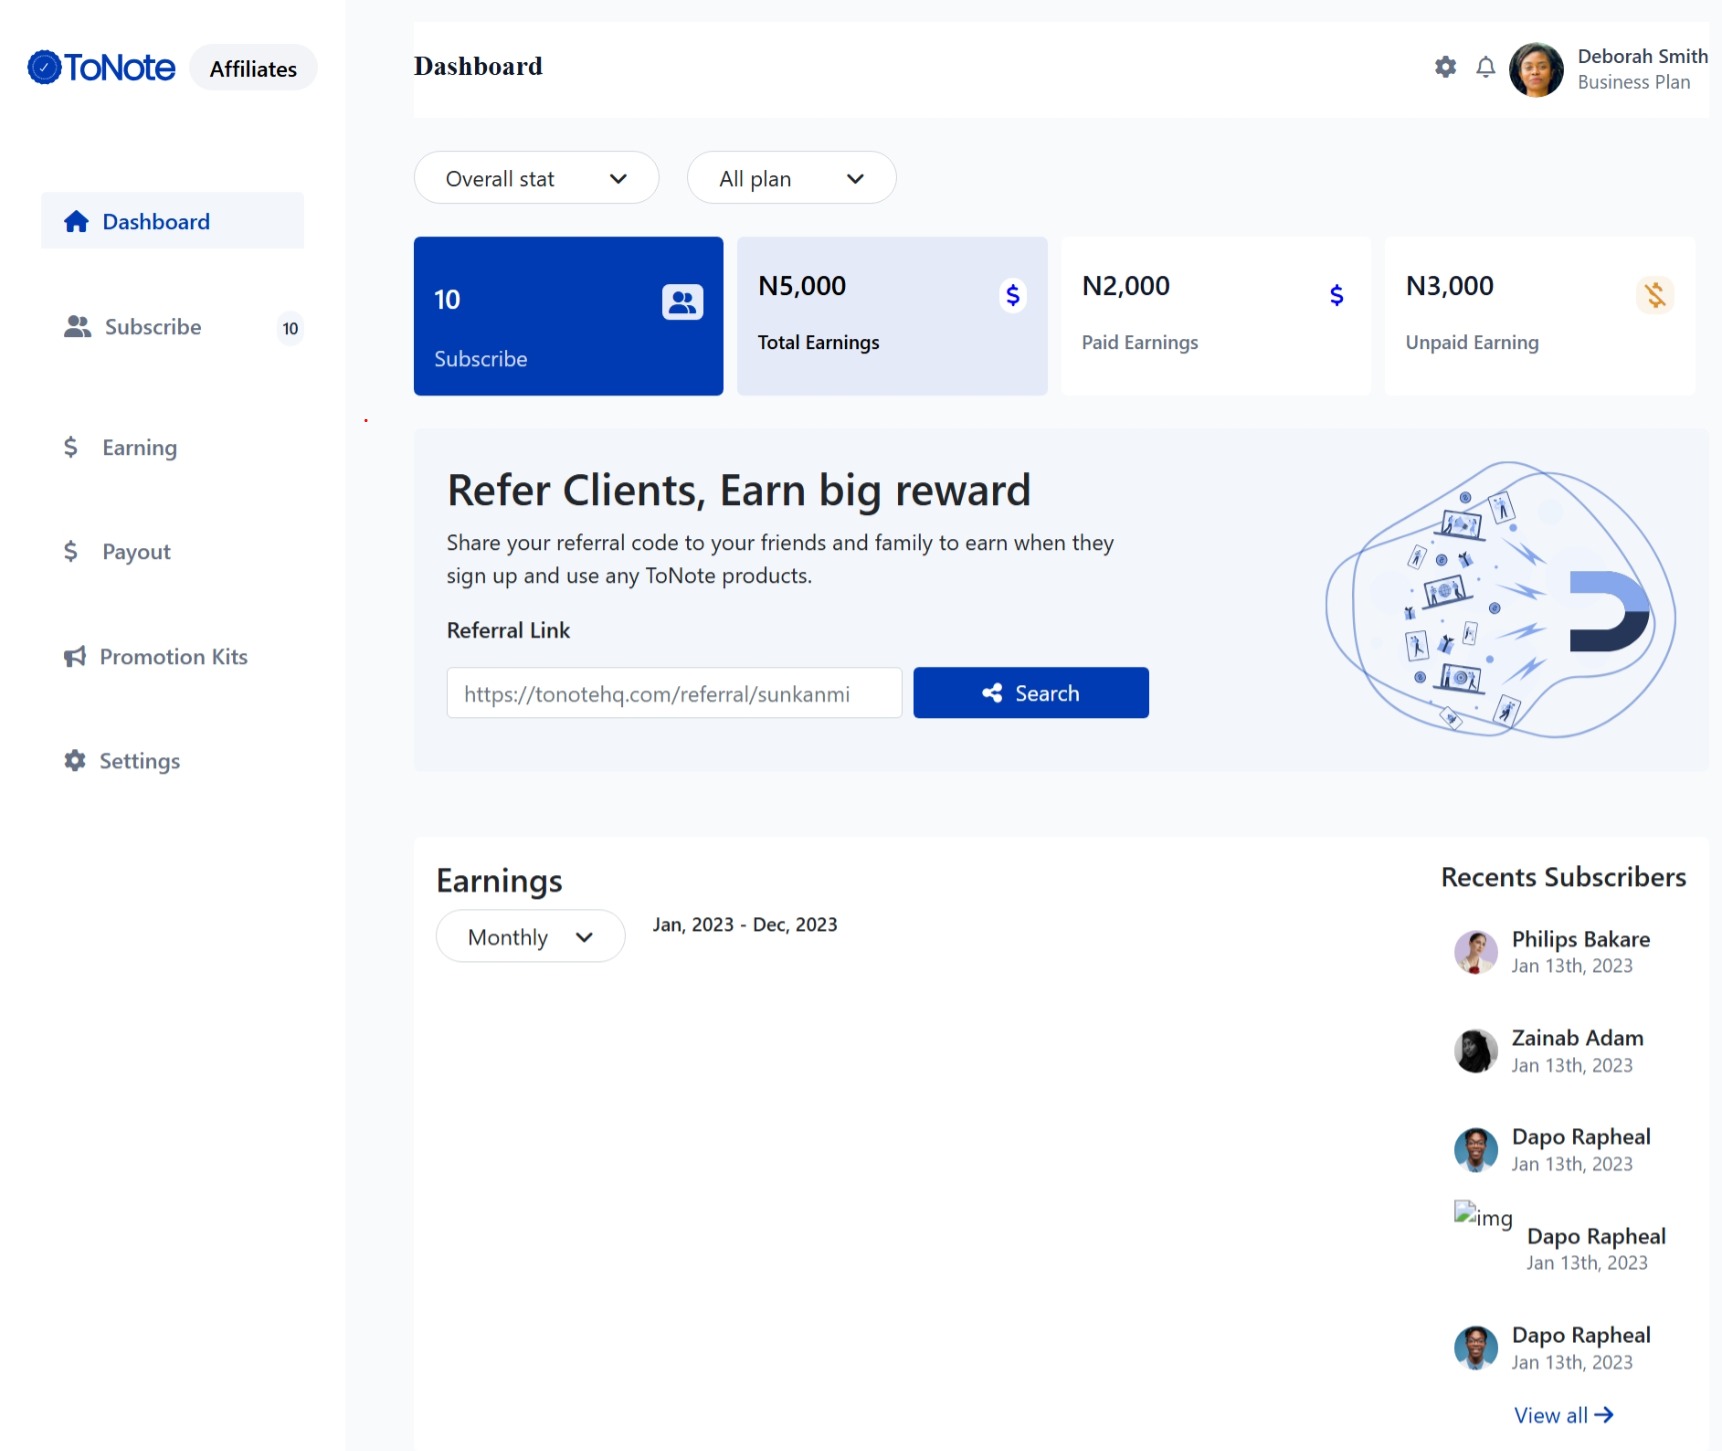 ToNote Affiliates
Dashboard
Subscribe 10
Earning
Payout
Promotion Kits
Settings
Dashboard
Deborah Smith
Business Plan
Overall stat
All plan
10
Subscribe
N5,000
Total Earnings
N2,000
Paid Earnings
N3,000
Unpaid Earning
Refer Clients, Earn big reward
Share your referral code to your friends and family to earn when they
sign up and use any ToNote products.
Referral Link
https://tonotehq.com/referral/sunkanmi
Search
Earnings
Monthly
Jan, 2023 - Dec, 2023
Recents Subscribers
Philips Bakare
Jan 13th, 2023
Zainab Adam
Jan 13th, 2023
Dapo Rapheal
Jan 13th, 2023
img
Dapo Rapheal
Jan 13th, 2023
Dapo Rapheal
Jan 13th, 2023
View all